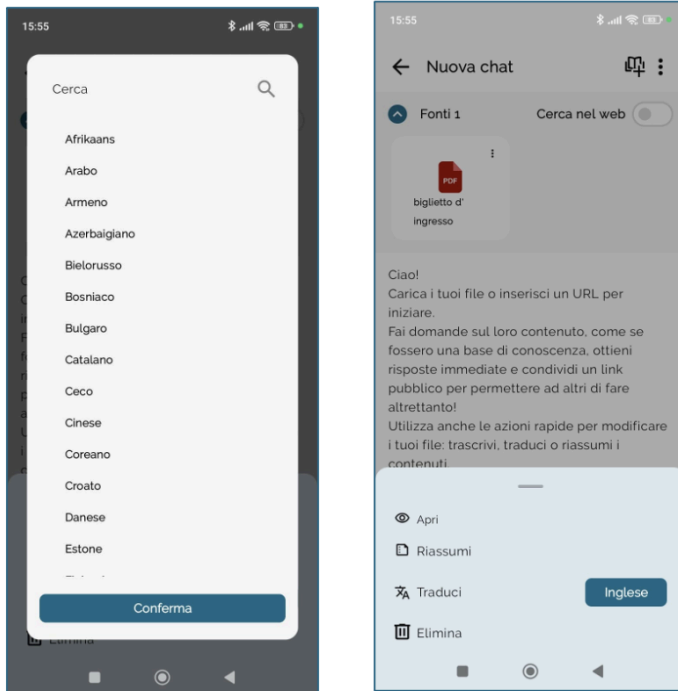 15:55
Cerca
Afrikaans
Arabo
Armeno
Azerbaigiano
Bielorusso
Bosniaco
Bulgaro
Catalano
Ceco
Cinese
Coreano
Croato
Danese
Estone
Conferma
Elimina
15:55
Nuova chat
Fonti 1
Cerca nel web
PDF
biglietto d'
ingresso
Ciao!
Carica i tuoi file o inserisci un URL per
iniziare.
Fai domande sul loro contenuto, come se
fossero una base di conoscenza, ottieni
risposte immediate e condividi un link
pubblico per permettere ad altri di fare
altrettanto!
Utilizza anche le azioni rapide per modificare
i tuoi file: trascrivi, traduci o riassumi i
contenuti.
Apri
Riassumi
Traduci
Inglese
Elimina